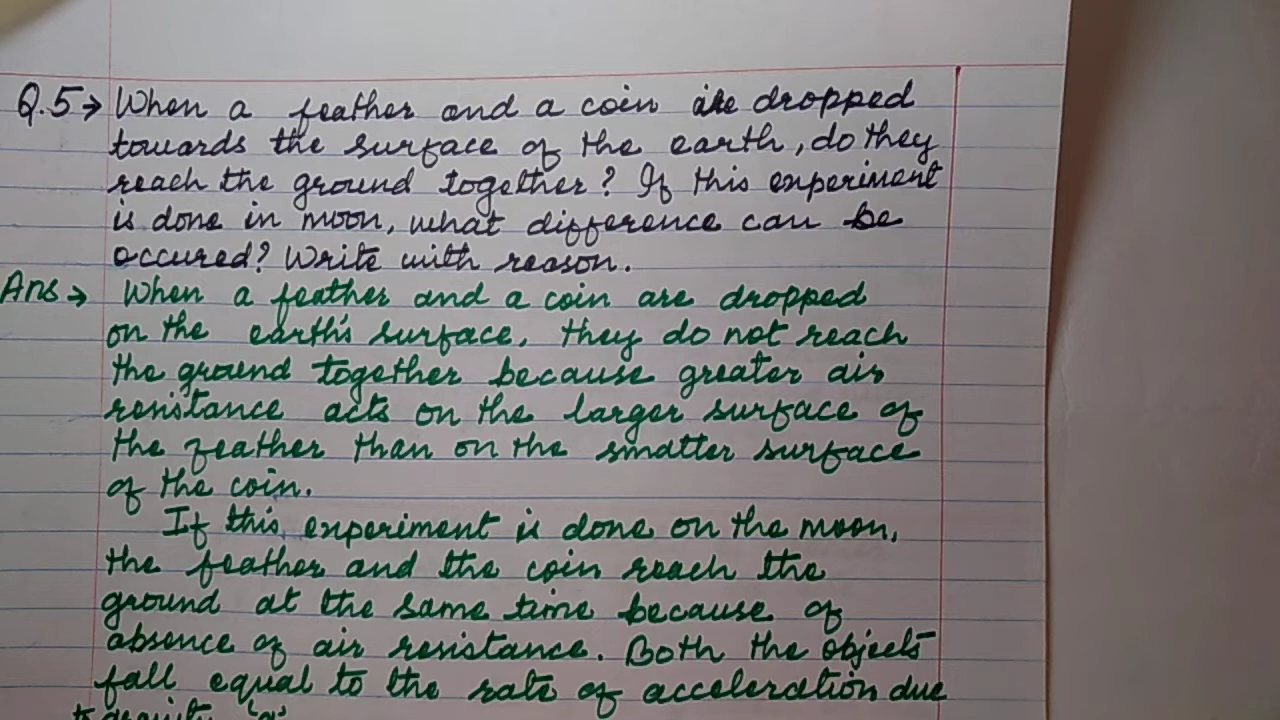 Q.5→ When a feather and a coin are dropped
towards the surface of the earth, do they
reach the ground together? If this experiment
is done in moon, what difference can be
occured? Write with reason.
Ans→ When a feather and a coin are dropped
on the earth's surface, they do not reach
the ground together because greater air
resistance acts on the larger surface of
the feather than on the smaller surface
of the coin.
If this experiment is done on the moon,
the feather and the coin reach the
ground at the same time because of
absence of air resistance. Both the objects
fall equal to the rate of acceleration due
to gravity 'g'